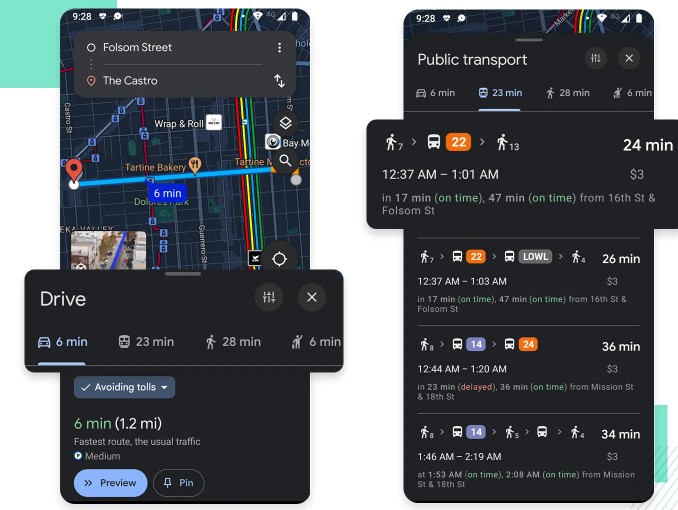 9:28
4G
Folsom Street
The Castro
Castro St
Wrap & Roll
Bay M
Tartine Bakery
Tartine M
6 min
Dolores Park
EKA VALLEY
Guerrero St
Drive
6 min
23 min
28 min
6 min
Avoiding tolls
6 min (1.2 mi)
Fastest route, the usual traffic
Medium
Preview
Pin
9:28
4G
Market
Public transport
6 min
23 min
28 min
6 min
7
22
13
24 min
12:37 AM – 1:01 AM
$3
in 17 min (on time), 47 min (on time) from 16th St &
Folsom St
7
22
LOWL
4
26 min
12:37 AM – 1:03 AM
$3
in 17 min (on time), 47 min (on time) from 16th St &
Folsom St
8
14
24
36 min
12:44 AM – 1:20 AM
$3
in 23 min (delayed), 36 min (on time) from Mission St
& 18th St
8
14
5
4
34 min
1:46 AM – 2:19 AM
$3
at 1:53 AM (on time), 2:08 AM (on time) from Mission
St & 18th St